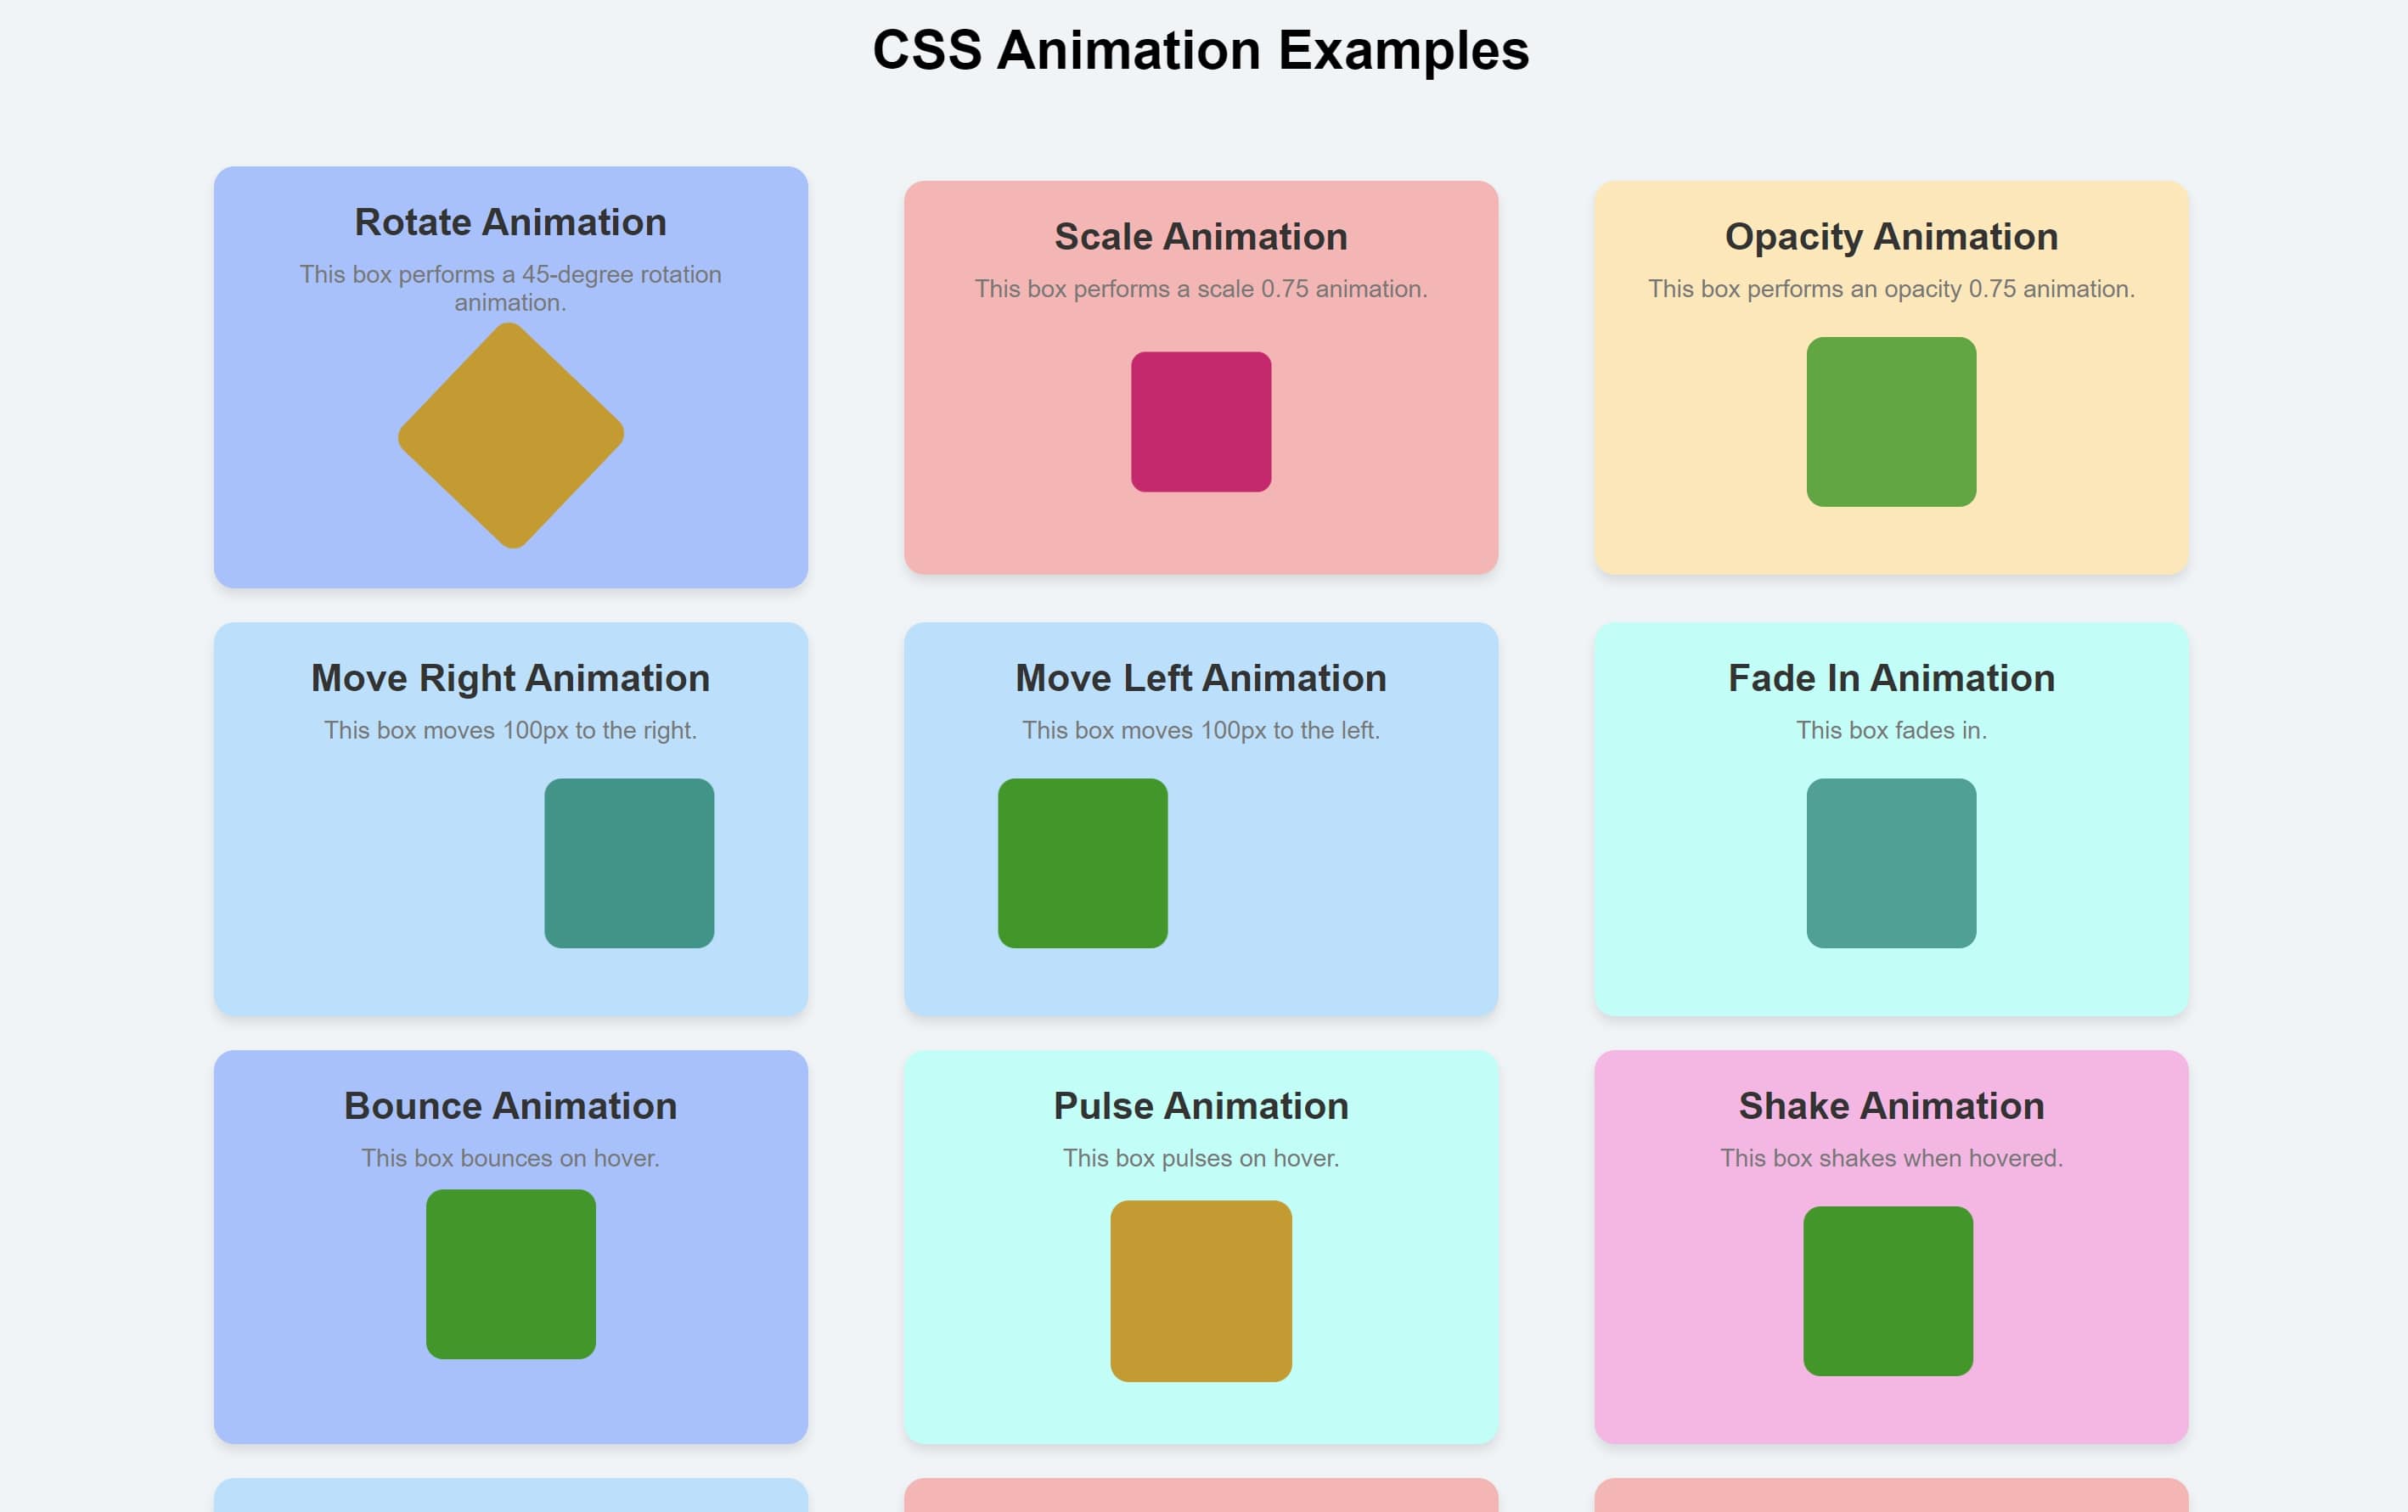 CSS Animation Examples
Rotate Animation
This box performs a 45-degree rotation
animation.
Scale Animation
This box performs a scale 0.75 animation.
Opacity Animation
This box performs an opacity 0.75 animation.
Move Right Animation
This box moves 100px to the right.
Move Left Animation
This box moves 100px to the left.
Fade In Animation
This box fades in.
Bounce Animation
This box bounces on hover.
Pulse Animation
This box pulses on hover.
Shake Animation
This box shakes when hovered.